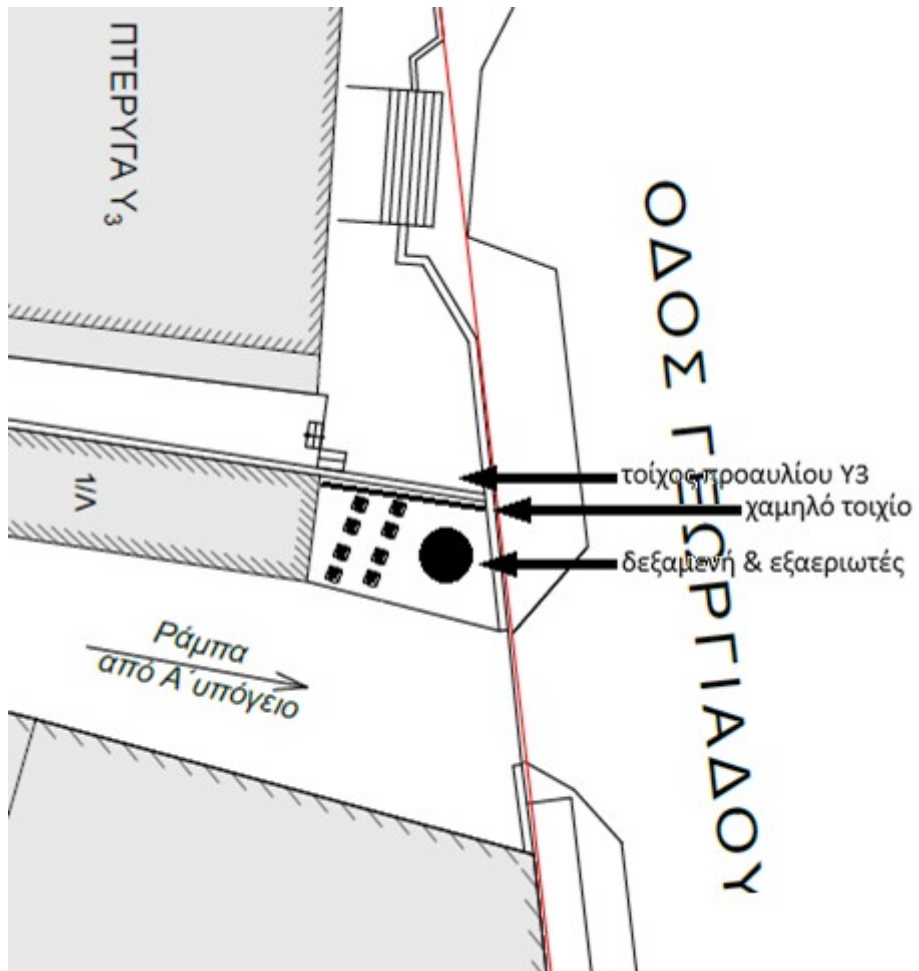 ΠΤΕΡΥΓΑ Υ3
ΟΔΟΣ ΓΕΩΡΓΙΑΔΟΥ
τοίχος προαυλίου Υ3
χαμηλό τοιχίο
δεξαμενή & εξαεριωτές
1/Λ
Ράμπα
από Α΄υπόγειο